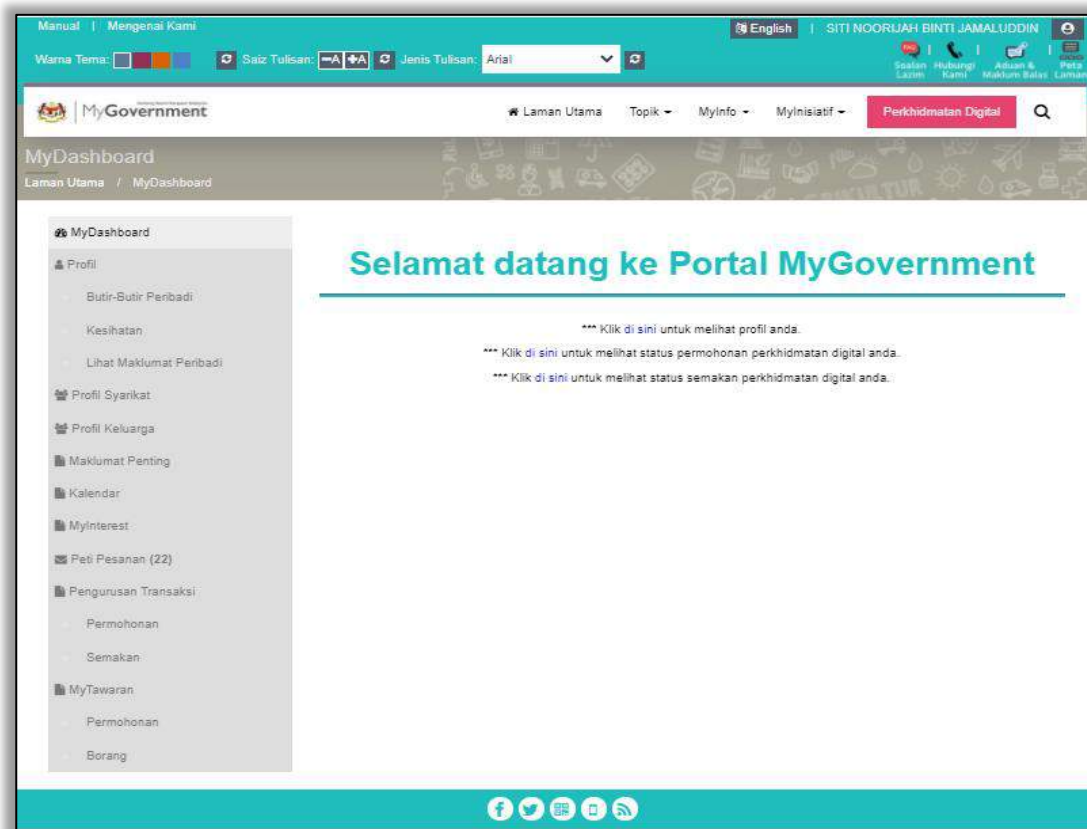 Manual | Mengenai Kami
English | SITI NOORIJAH BINTI JAMALUDDIN
Warna Tema: Saiz Tulisan: -A +A Jenis Tulisan: Arial
Soalan Lazim | Hubungi Kami | Aduan & Maklum Balas | Peta Laman
MyGovernment
Laman Utama Topik MyInfo MyInisiatif Perkhidmatan Digital
MyDashboard
Laman Utama / MyDashboard
MyDashboard
Profil
Butir-Butir Peribadi
Kesihatan
Lihat Maklumat Peribadi
Profil Syarikat
Profil Keluarga
Maklumat Penting
Kalendar
MyInterest
Peti Pesanan (22)
Pengurusan Transaksi
Permohonan
Semakan
MyTawaran
Permohonan
Borang
Selamat datang ke Portal MyGovernment
*** Klik di sini untuk melihat profil anda.
*** Klik di sini untuk melihat status permohonan perkhidmatan digital anda.
*** Klik di sini untuk melihat status semakan perkhidmatan digital anda.